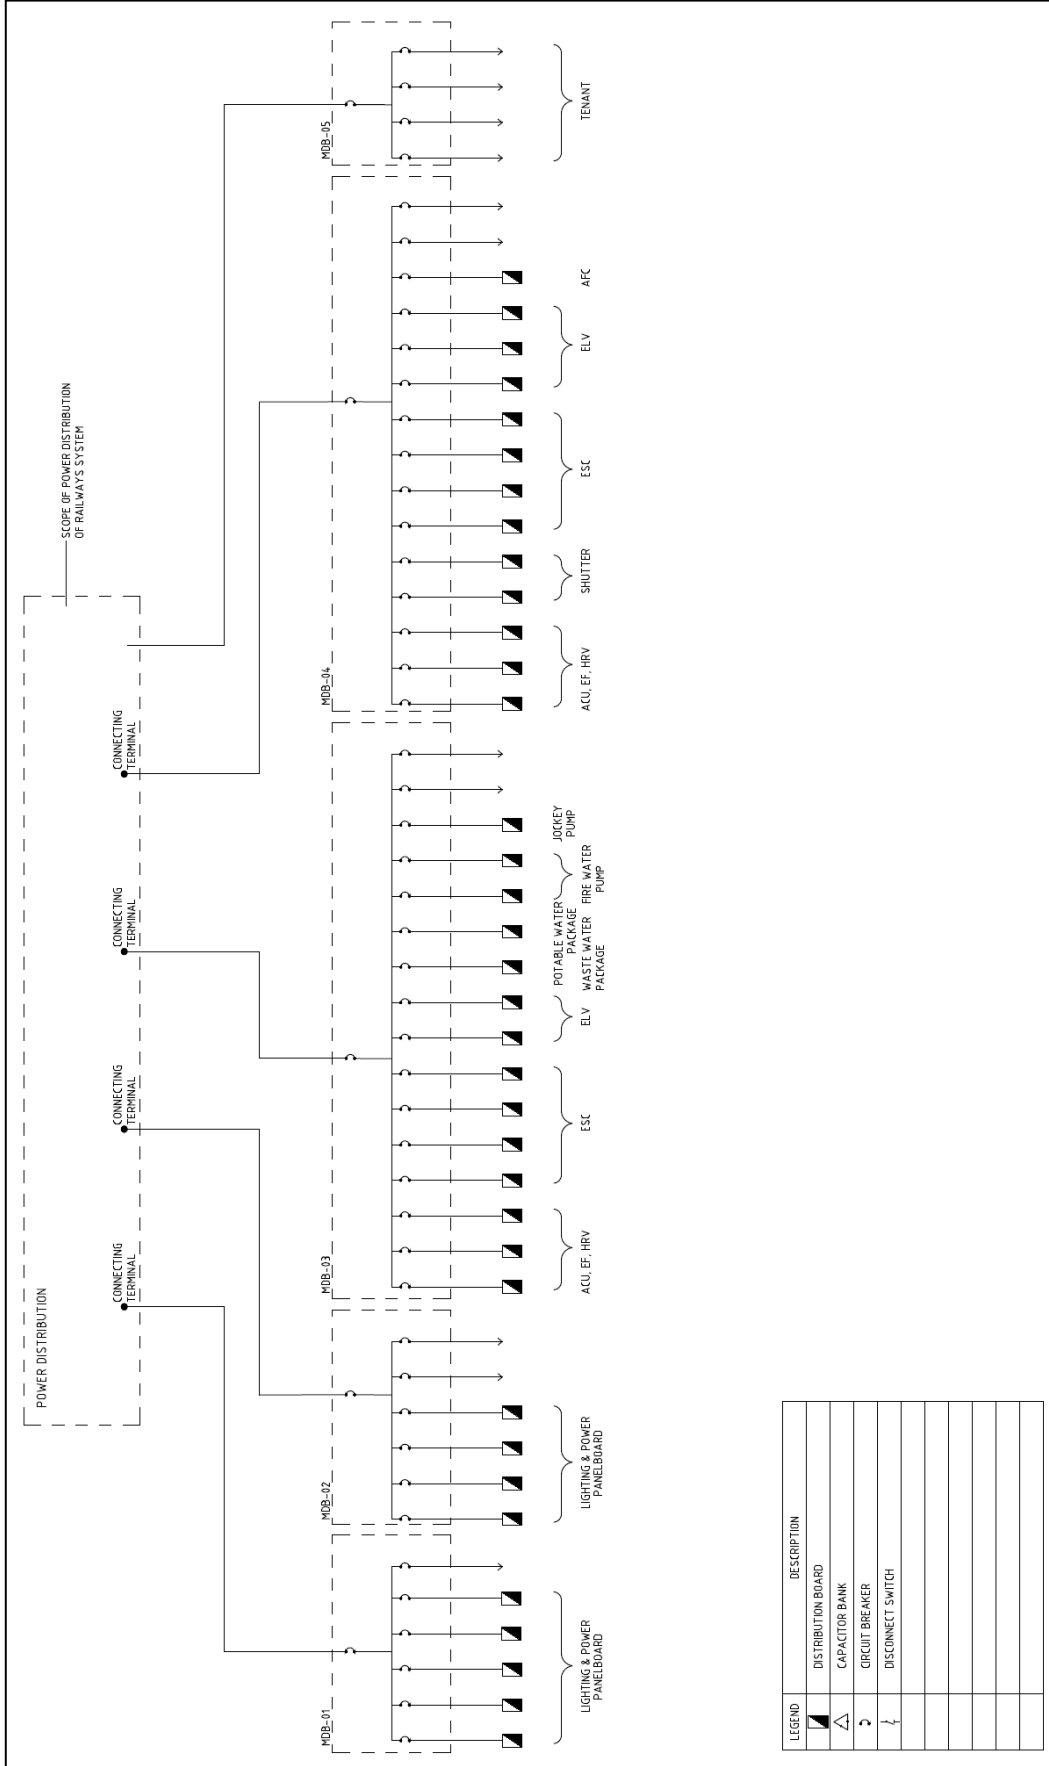 POWER DISTRIBUTION
SCOPE OF POWER DISTRIBUTION
OF RAILWAYS SYSTEM
CONNECTING
TERMINAL
CONNECTING
TERMINAL
CONNECTING
TERMINAL
CONNECTING
TERMINAL
MDB-01
MDB-02
MDB-03
MDB-04
MDB-05
LIGHTING & POWER
PANELBOARD
LIGHTING & POWER
PANELBOARD
ACU, EF, HRV
ESC
ELV
WASTE WATER
PACKAGE
POTABLE WATER
PACKAGE
FIRE WATER
PUMP
JOCKEY
PUMP
ACU, EF, HRV
SHUTTER
ESC
ELV
AFC
TENANT
LEGEND DESCRIPTION
DISTRIBUTION BOARD
CAPACITOR BANK
CIRCUIT BREAKER
DISCONNECT SWITCH